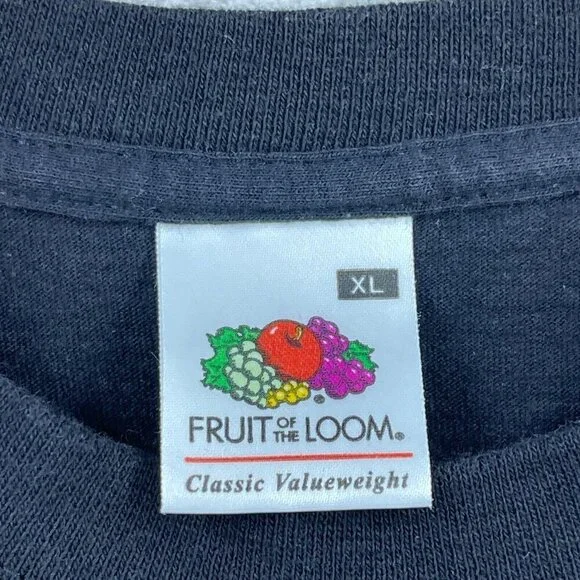 XL
®
FRUIT OF THE LOOM®
Classic Valueweight